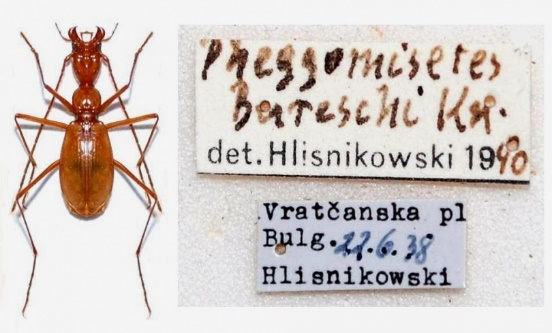 Pheggomisetes
bureschi Kn.
det. Hlisnikowski 1940.
Vratčanska pl
Bulg. 22.6.38
Hlisnikowski